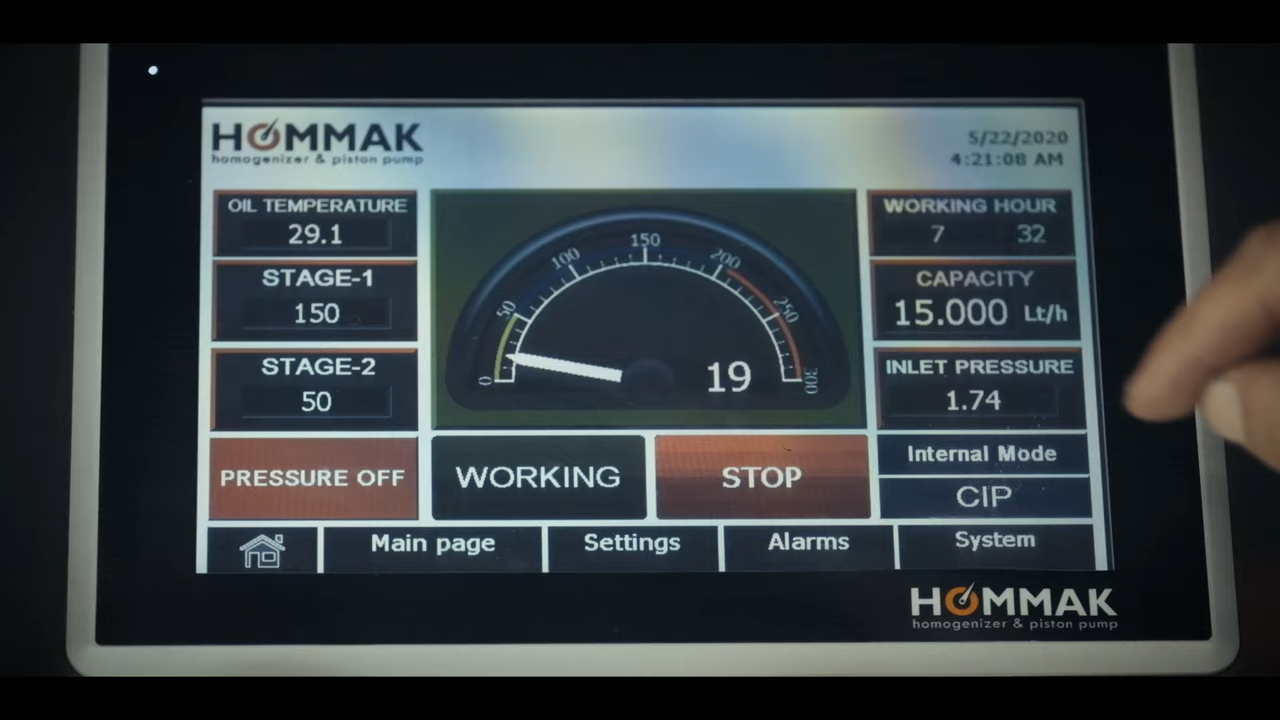 HOMMAK
homogenizer & piston pump
5/22/2020
4:21:08 AM
OIL TEMPERATURE
29.1
STAGE-1
150
STAGE-2
50
PRESSURE OFF
0
50
100
150
200
250
300
19
WORKING
STOP
WORKING HOUR
7 32
CAPACITY
15.000 Lt/h
INLET PRESSURE
1.74
Internal Mode
CIP
Main page
Settings
Alarms
System
HOMMAK
homogenizer & piston pump